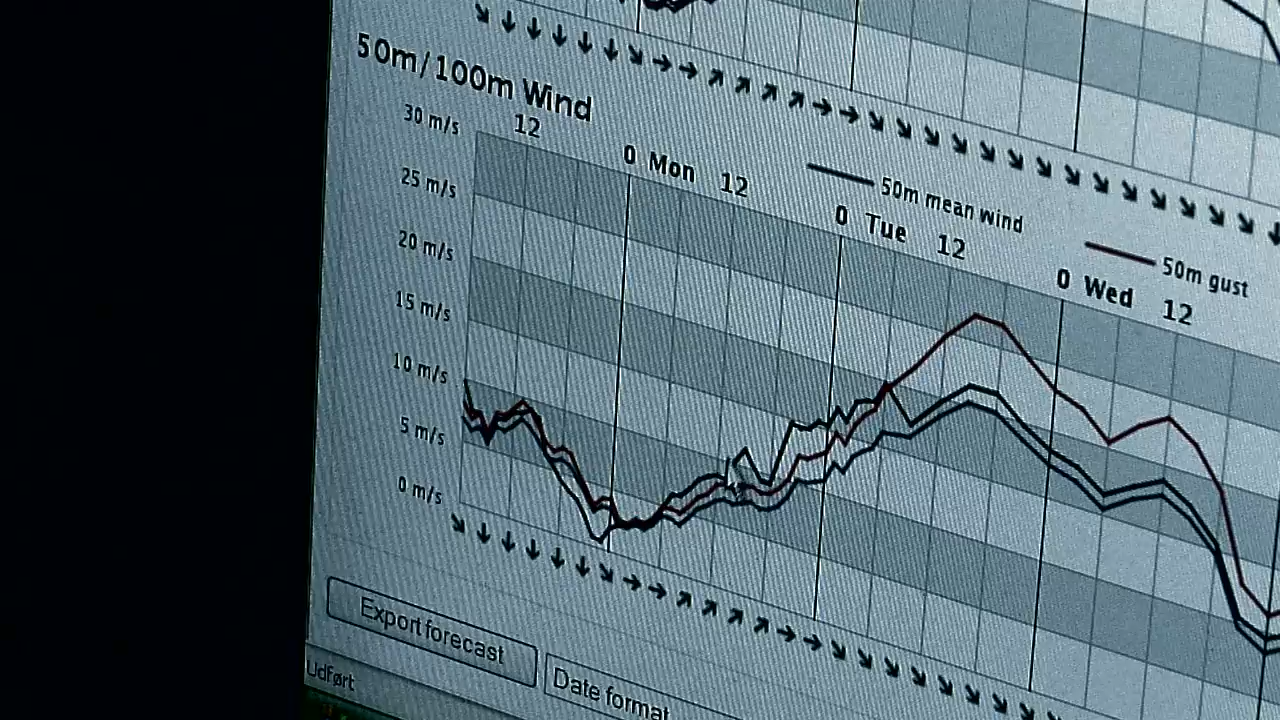 50m/100m Wind
12 0 Mon 12 0 Tue 12 0 Wed 12
50m mean wind
50m gust
30 m/s
25 m/s
20 m/s
15 m/s
10 m/s
5 m/s
0 m/s
Export forecast
Date format
Udført